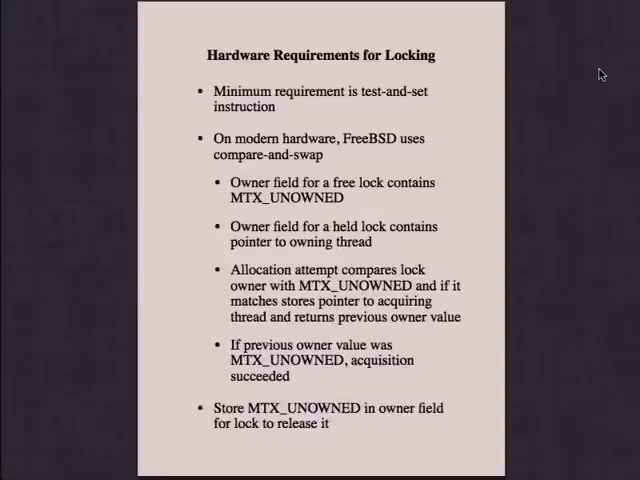 Hardware Requirements for Locking
• Minimum requirement is test-and-set
instruction
• On modern hardware, FreeBSD uses
compare-and-swap
• Owner field for a free lock contains
MTX_UNOWNED
• Owner field for a held lock contains
pointer to owning thread
• Allocation attempt compares lock
owner with MTX_UNOWNED and if it
matches stores pointer to acquiring
thread and returns previous owner value
• If previous owner value was
MTX_UNOWNED, acquisition
succeeded
• Store MTX_UNOWNED in owner field
for lock to release it